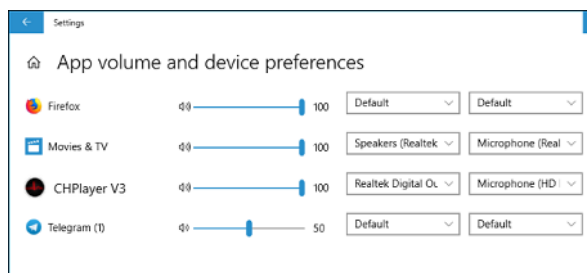 Settings
App volume and device preferences
Firefox 100 Default Default
Movies & TV 100 Speakers (Realtek Microphone (Real
CHPlayer V3 100 Realtek Digital Ou Microphone (HD
Telegram (1) 50 Default Default